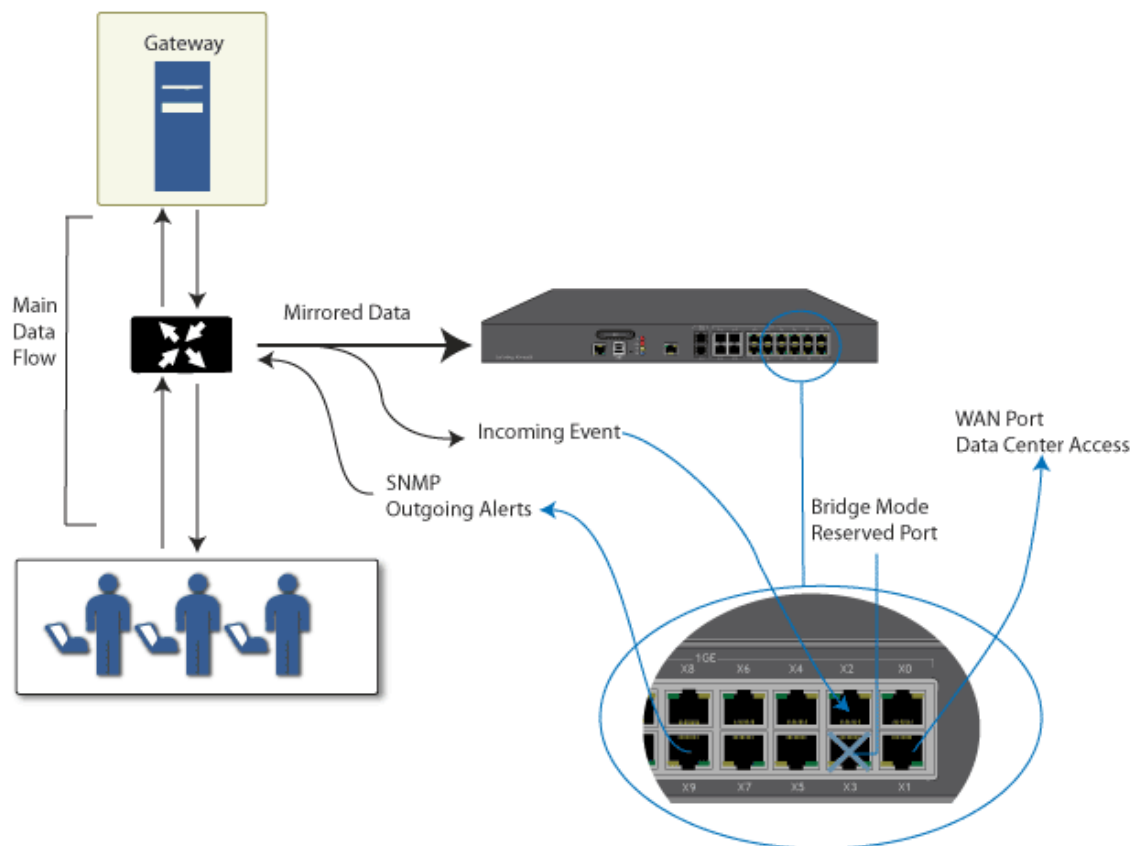 Gateway
Main
Data
Flow
Mirrored Data
Incoming Event
SNMP
Outgoing Alerts
WAN Port
Data Center Access
Bridge Mode
Reserved Port
1GE
X8 X6 X4 X2 X0
X9 X7 X5 X3 X1